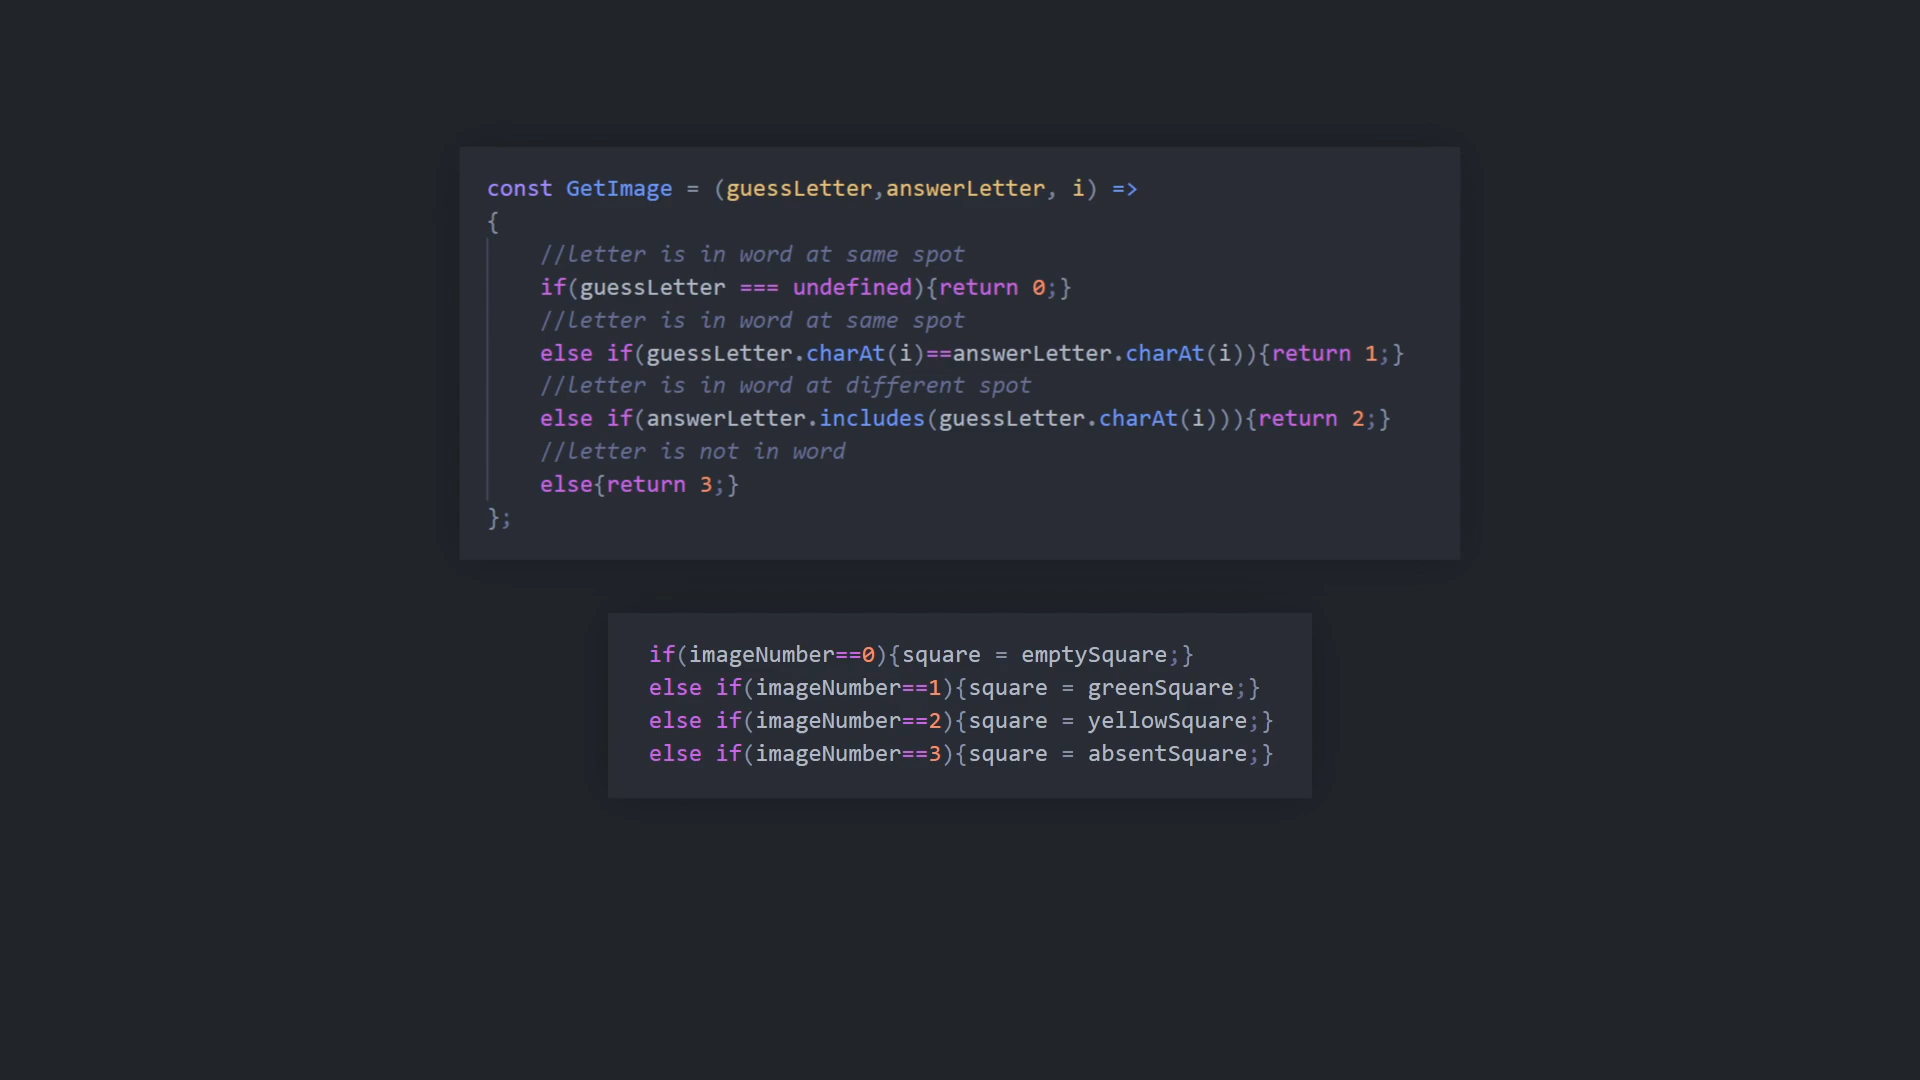 const GetImage = (guessLetter,answerLetter, i) =>
{
//letter is in word at same spot
if(guessLetter === undefined){return 0;}
//letter is in word at same spot
else if(guessLetter.charAt(i)==answerLetter.charAt(i)){return 1;}
//letter is in word at different spot
else if(answerLetter.includes(guessLetter.charAt(i))){return 2;}
//letter is not in word
else{return 3;}
};
if(imageNumber==0){square = emptySquare;}
else if(imageNumber==1){square = greenSquare;}
else if(imageNumber==2){square = yellowSquare;}
else if(imageNumber==3){square = absentSquare;}